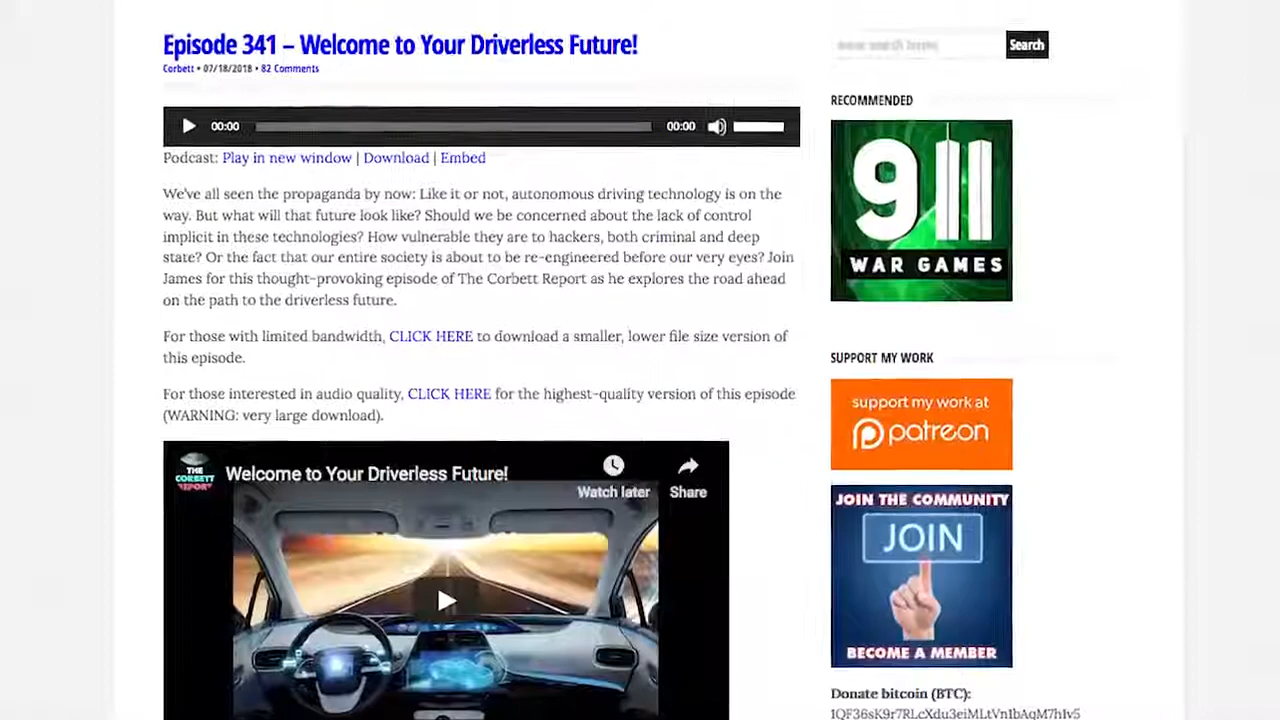 Episode 341 – Welcome to Your Driverless Future!
Corbett • 07/18/2018 • 82 Comments
00:00 00:00
Podcast: Play in new window | Download | Embed
We've all seen the propaganda by now: Like it or not, autonomous driving technology is on the
way. But what will that future look like? Should we be concerned about the lack of control
implicit in these technologies? How vulnerable they are to hackers, both criminal and deep
state? Or the fact that our entire society is about to be re-engineered before our very eyes? Join
James for this thought-provoking episode of The Corbett Report as he explores the road ahead
on the path to the driverless future.
For those with limited bandwidth, CLICK HERE to download a smaller, lower file size version of
this episode.
For those interested in audio quality, CLICK HERE for the highest-quality version of this episode
(WARNING: very large download).
THE
CORBETT
REPORT
Welcome to Your Driverless Future!
Watch later
Share
Search
RECOMMENDED
911
WAR GAMES
SUPPORT MY WORK
support my work at
patreon
JOIN THE COMMUNITY
JOIN
BECOME A MEMBER
Donate bitcoin (BTC):